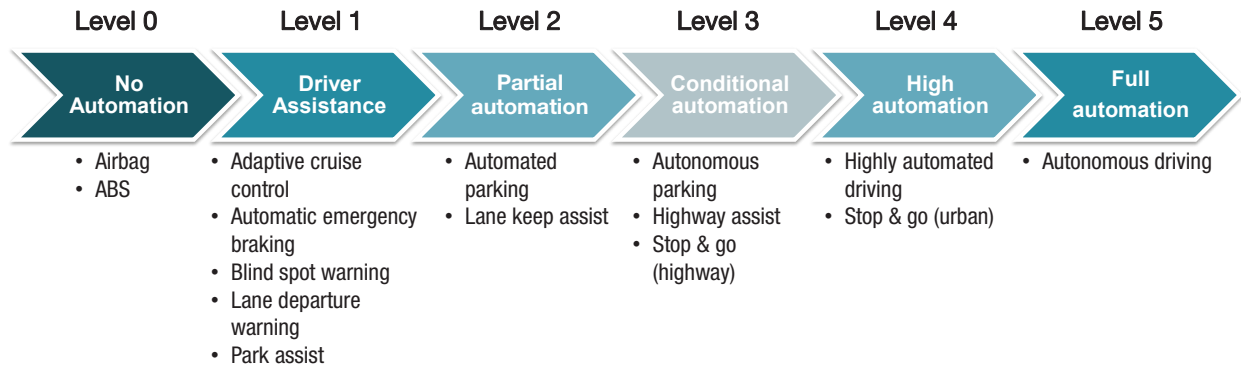 Level 0
Level 1
Level 2
Level 3
Level 4
Level 5
No
Automation
Driver
Assistance
Partial
automation
Conditional
automation
High
automation
Full
automation
• Airbag
• ABS
• Adaptive cruise
control
• Automatic emergency
braking
• Blind spot warning
• Lane departure
warning
• Park assist
• Automated
parking
• Lane keep assist
• Autonomous
parking
• Highway assist
• Stop & go
(highway)
• Highly automated
driving
• Stop & go (urban)
• Autonomous driving